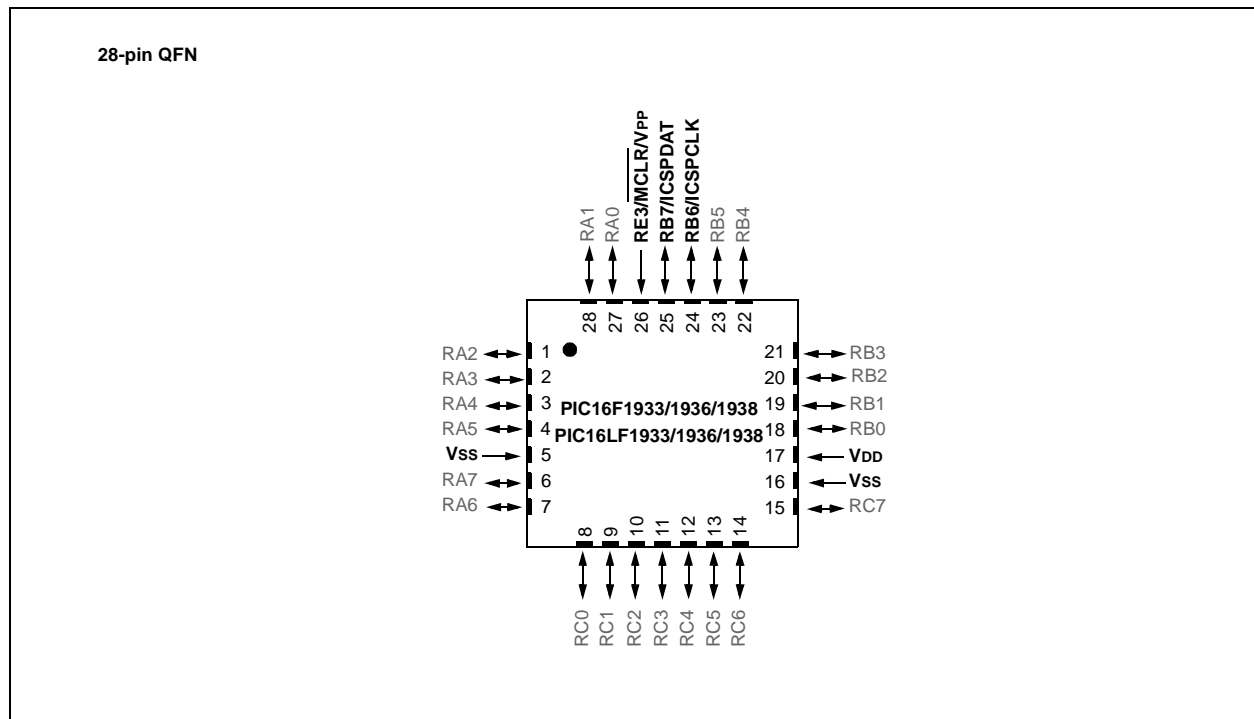 28-pin QFN
RA1
RA0
RE3/MCLR/VPP
RB7/ICSPDAT
RB6/ICSPCLK
RB5
RB4
28
27
26
25
24
23
22
RA2 1
RA3 2
RA4 3
RA5 4
VSS 5
RA7 6
RA6 7
PIC16F1933/1936/1938
PIC16LF1933/1936/1938
21 RB3
20 RB2
19 RB1
18 RB0
17 VDD
16 VSS
15 RC7
8
9
10
11
12
13
14
RC0
RC1
RC2
RC3
RC4
RC5
RC6